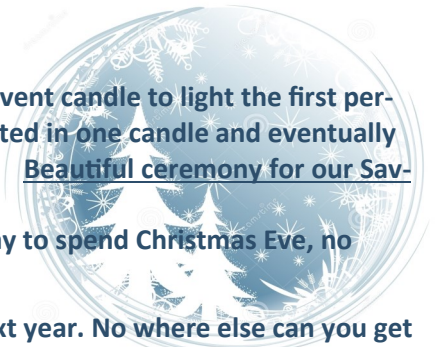 vent candle to light the first per-
ted in one candle and eventually
Beautiful ceremony for our Sav-
y to spend Christmas Eve, no
xt year. No where else can you get